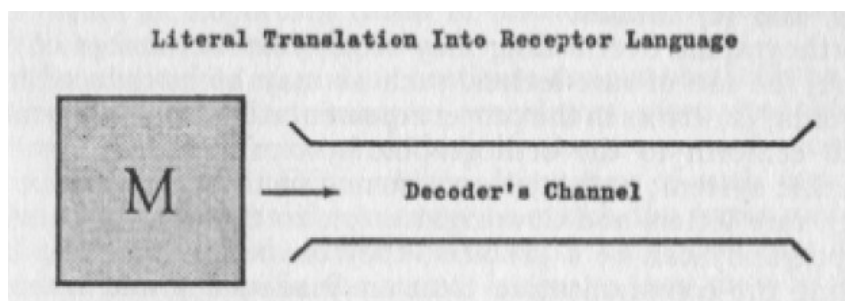 Literal Translation Into Receptor Language
M
Decoder's Channel